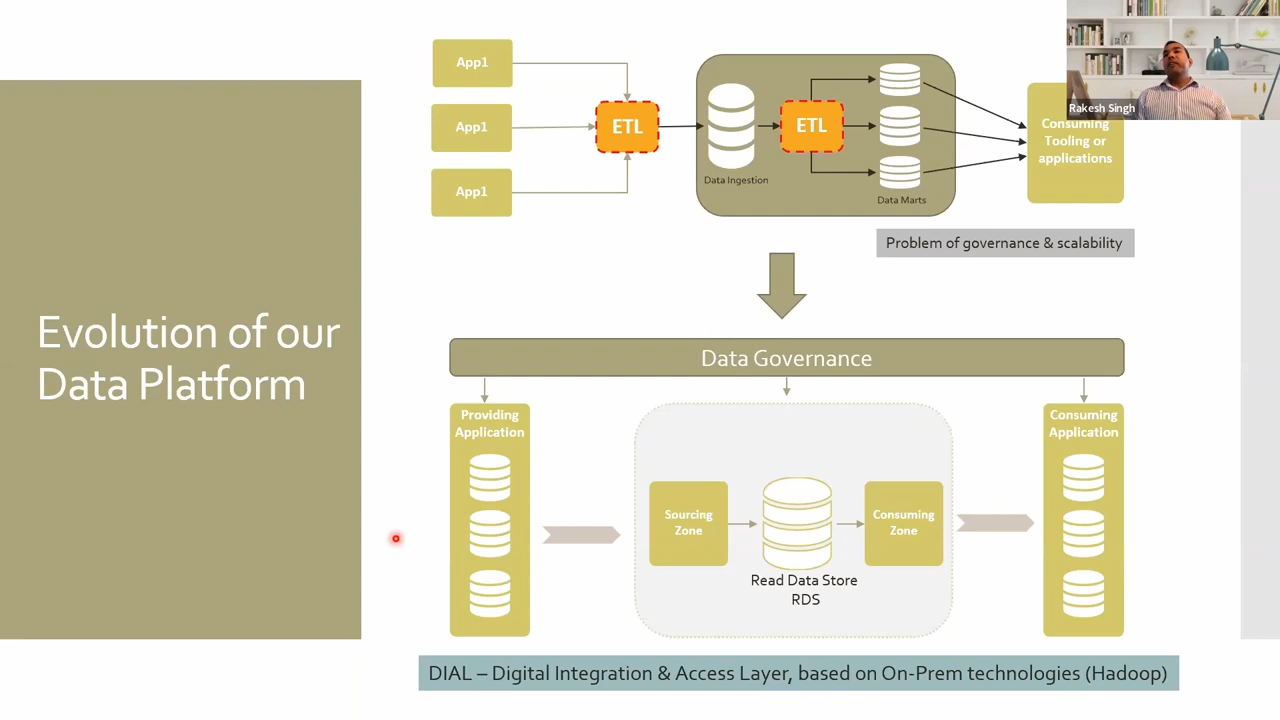 App1
App1
App1
ETL
Data Ingestion
ETL
Data Marts
Rakesh Singh
Consuming
Tooling or
applications
Problem of governance & scalability
Evolution of our
Data Platform
Data Governance
Providing
Application
Sourcing
Zone
Read Data Store
RDS
Consuming
Zone
Consuming
Application
DIAL – Digital Integration & Access Layer, based on On-Prem technologies (Hadoop)